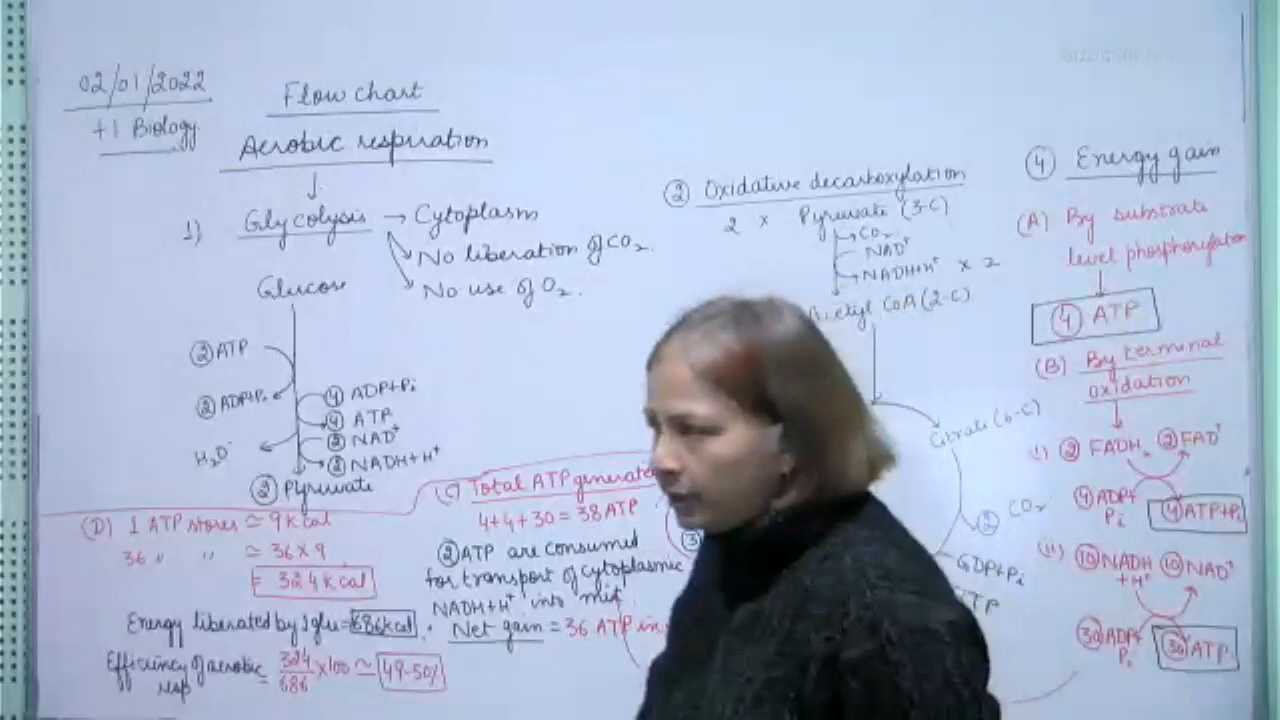 02/01/2022
+1 Biology
Flow chart
Aerobic respiration
1) Glycolysis → Cytoplasm
No liberation of CO₂.
No use of O₂.
Glucose
② ATP
② ADP+Pi
④ ADP+Pi
④ ATP
② NAD⁺
② NADH+H⁺
H₂O
② Pyruvate
② Oxidative decarboxylation
2 x Pyruvate (3-C)
CO₂
NAD⁺
NADH+H⁺ x 2
Acetyl CoA (2-C)
Citrate (6-C)
② CO₂
GDP+Pi
④ Energy gain
(A) By substrate
level phosphorylation
④ ATP
(B) By terminal
oxidation
i) ② FADH₂ ② FAD⁺
④ ADP+
Pi
④ ATP+Pi
(ii) ⑩ NADH ⑩ NAD⁺
+H⁺
㉚ ADP+
Pi
㉚ ATP
(C) Total ATP generated
4+4+30 = 38 ATP
② ATP are consumed
for transport of cytoplasmic
NADH+H⁺ into mit.
Net gain = 36 ATP in
(D) 1 ATP stores ≃ 9 k cal
36 〃 〃 ≃ 36 x 9
= 324 k cal
Energy liberated by 1 glu = 686 kcal.
Efficiency of aerobic
resp = 324/686 x 100 ≃ 49-50%